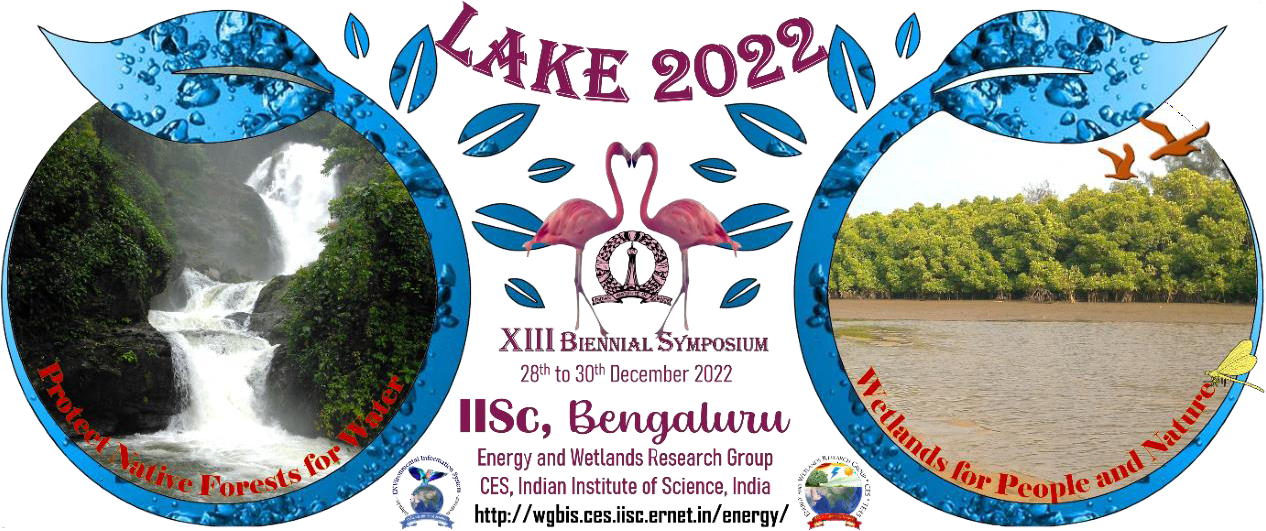 LAKE 2022
XIII BIENNIAL SYMPOSIUM
28th to 30th December 2022
IISc, Bengaluru
Energy and Wetlands Research Group
CES, Indian Institute of Science, India
http://wgbis.ces.iisc.ernet.in/energy/
Protect Native Forests for Water
Wetlands for People and Nature